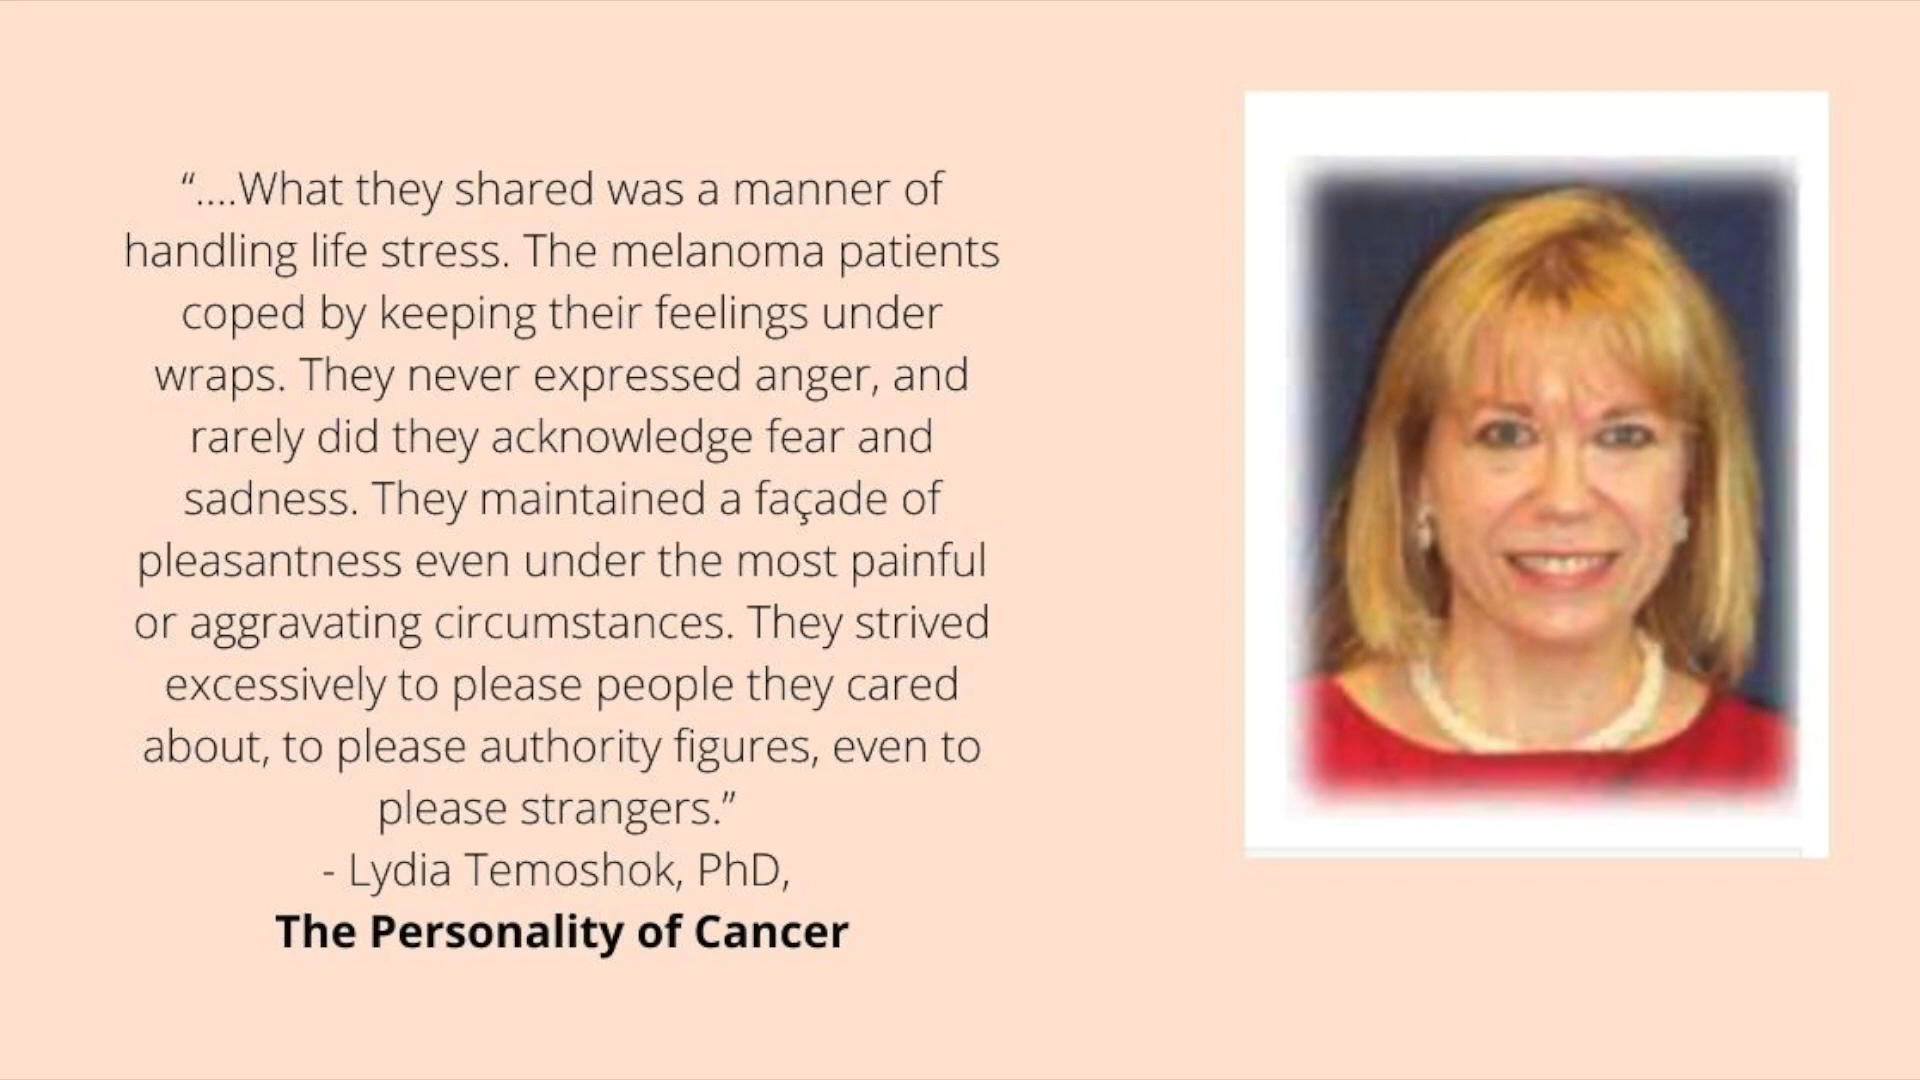 “....What they shared was a manner of
handling life stress. The melanoma patients
coped by keeping their feelings under
wraps. They never expressed anger, and
rarely did they acknowledge fear and
sadness. They maintained a façade of
pleasantness even under the most painful
or aggravating circumstances. They strived
excessively to please people they cared
about, to please authority figures, even to
please strangers.”
- Lydia Temoshok, PhD,
The Personality of Cancer